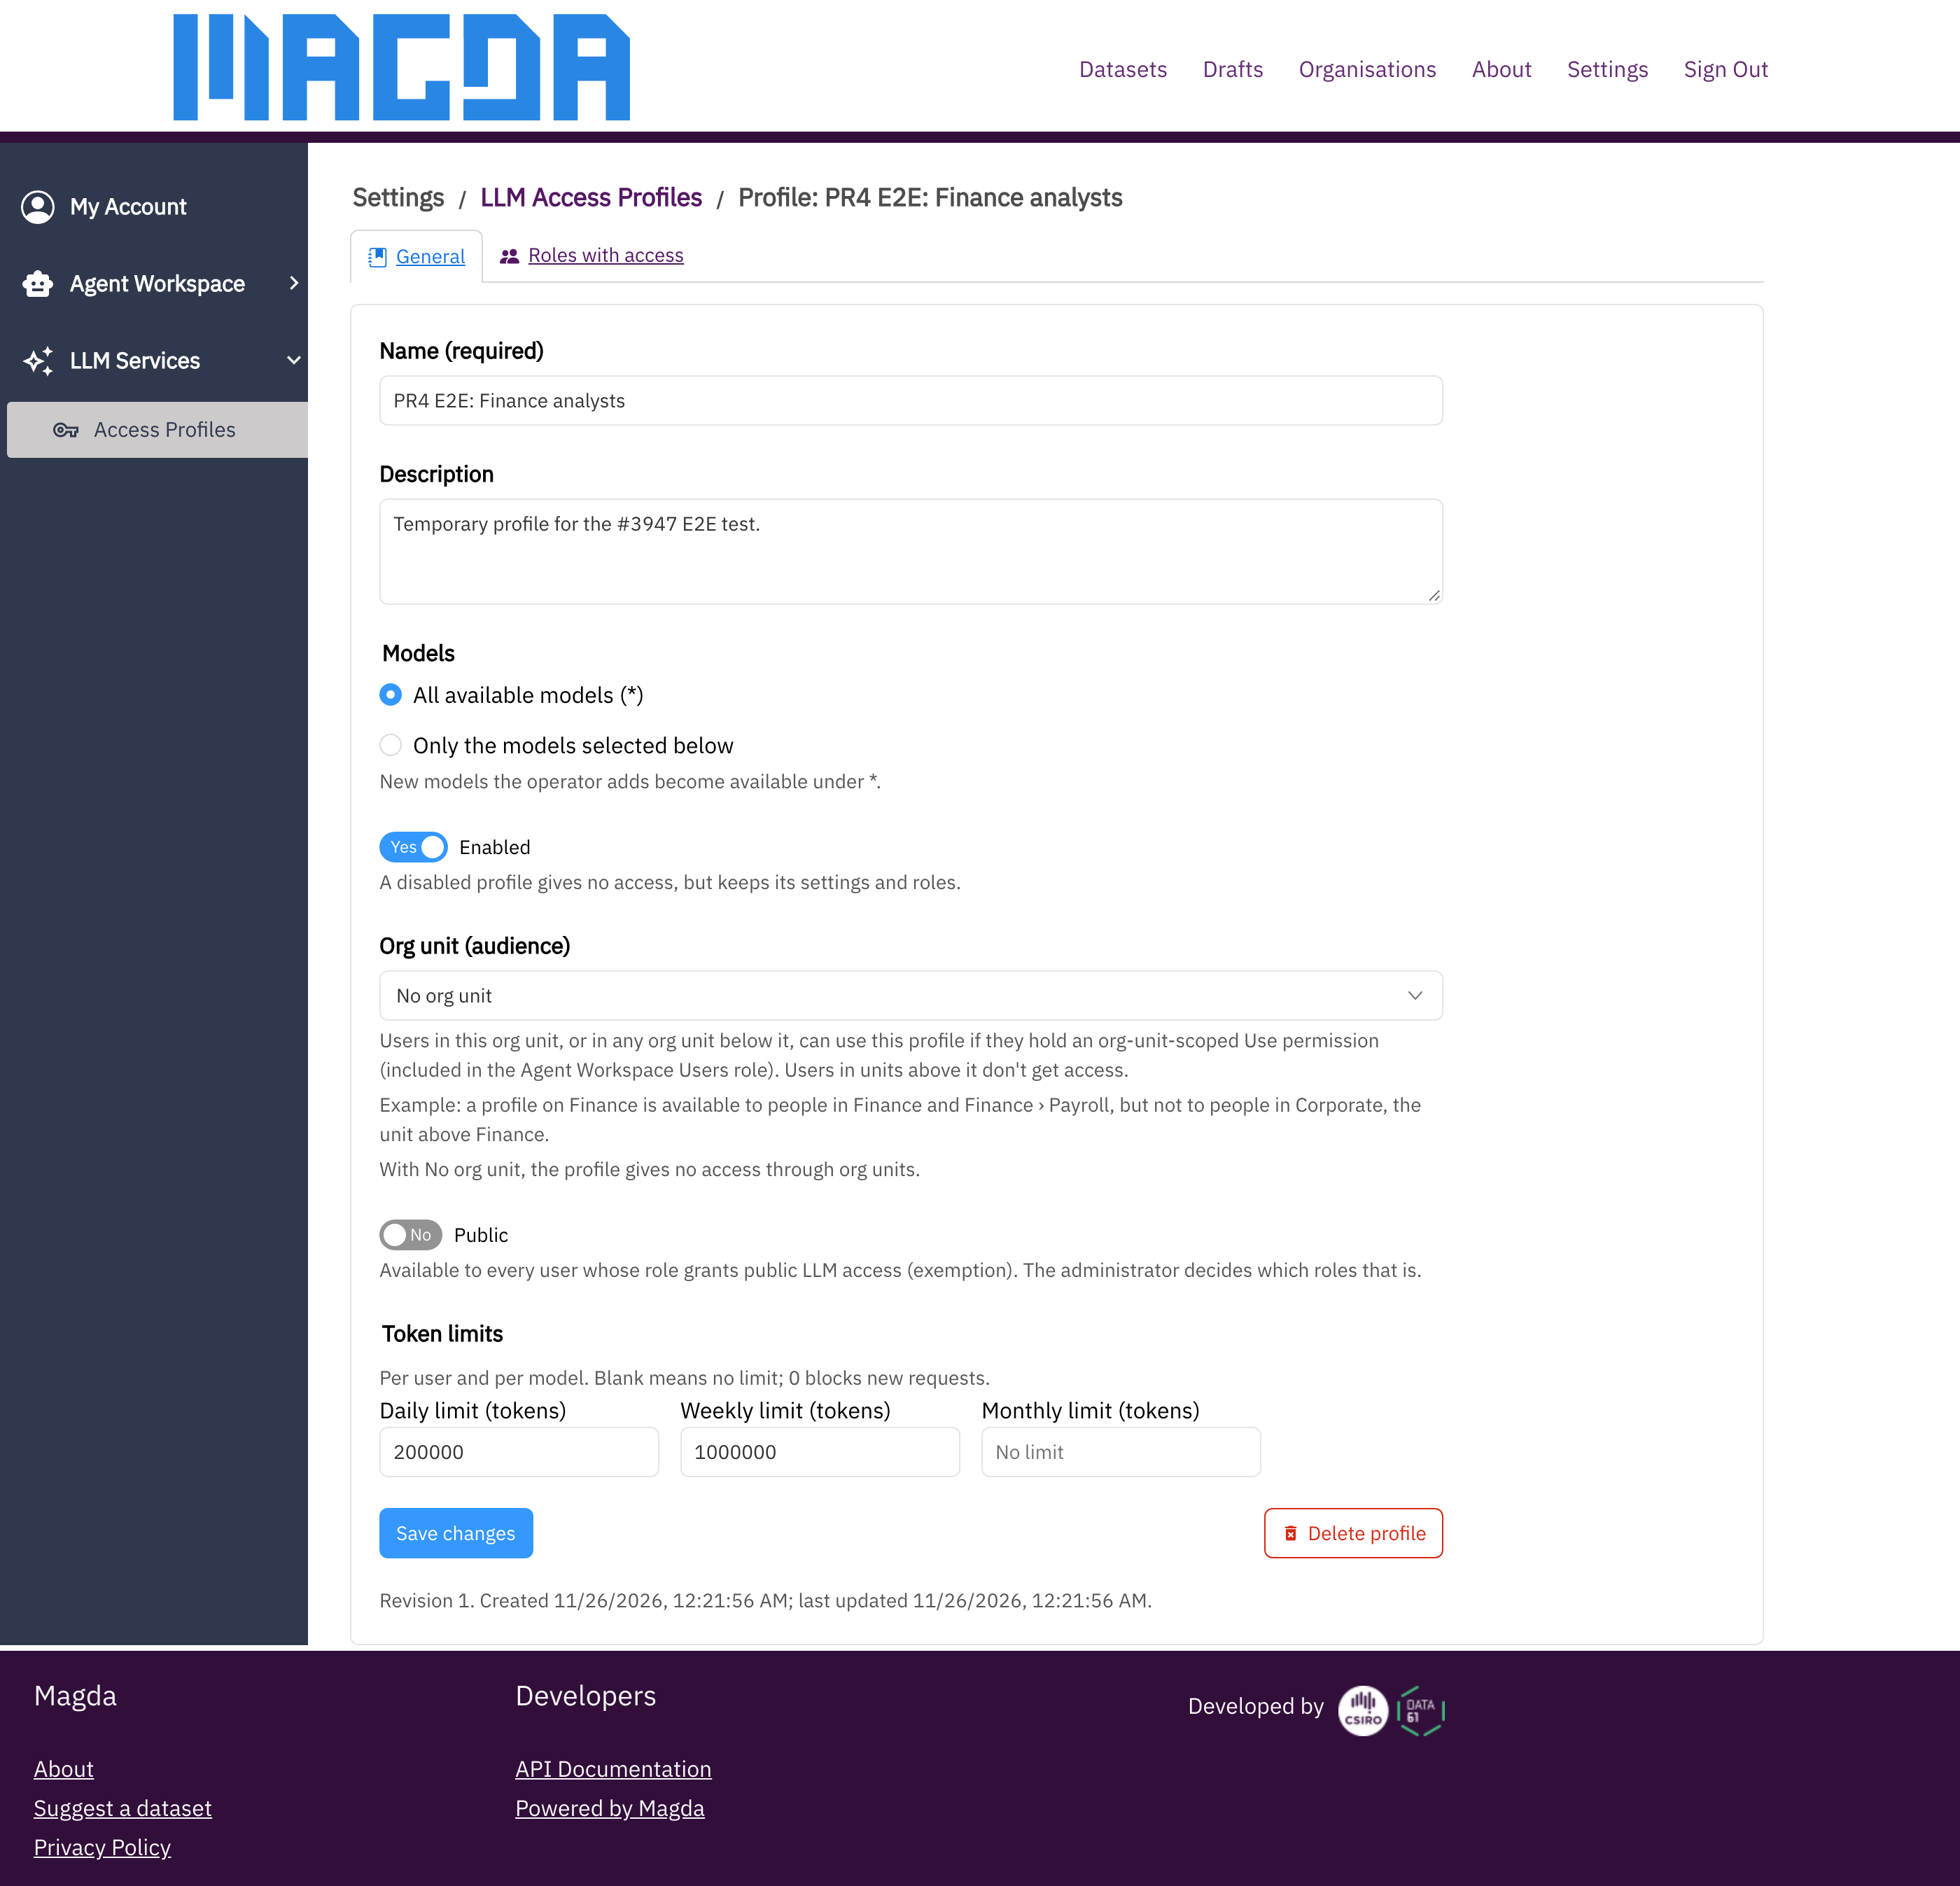 MAGDA
Datasets Drafts Organisations About Settings Sign Out
My Account
Agent Workspace
LLM Services
Access Profiles
Settings / LLM Access Profiles / Profile: PR4 E2E: Finance analysts
General
Roles with access
Name (required)
PR4 E2E: Finance analysts
Description
Temporary profile for the #3947 E2E test.
Models
All available models (*)
Only the models selected below
New models the operator adds become available under *.
Yes Enabled
A disabled profile gives no access, but keeps its settings and roles.
Org unit (audience)
No org unit
Users in this org unit, or in any org unit below it, can use this profile if they hold an org-unit-scoped Use permission
(included in the Agent Workspace Users role). Users in units above it don't get access.
Example: a profile on Finance is available to people in Finance and Finance › Payroll, but not to people in Corporate, the
unit above Finance.
With No org unit, the profile gives no access through org units.
No Public
Available to every user whose role grants public LLM access (exemption). The administrator decides which roles that is.
Token limits
Per user and per model. Blank means no limit; 0 blocks new requests.
Daily limit (tokens) Weekly limit (tokens) Monthly limit (tokens)
200000 1000000 No limit
Save changes
Delete profile
Revision 1. Created 11/26/2026, 12:21:56 AM; last updated 11/26/2026, 12:21:56 AM.
Magda
About
Suggest a dataset
Privacy Policy
Developers
API Documentation
Powered by Magda
Developed by
CSIRO
DATA
61